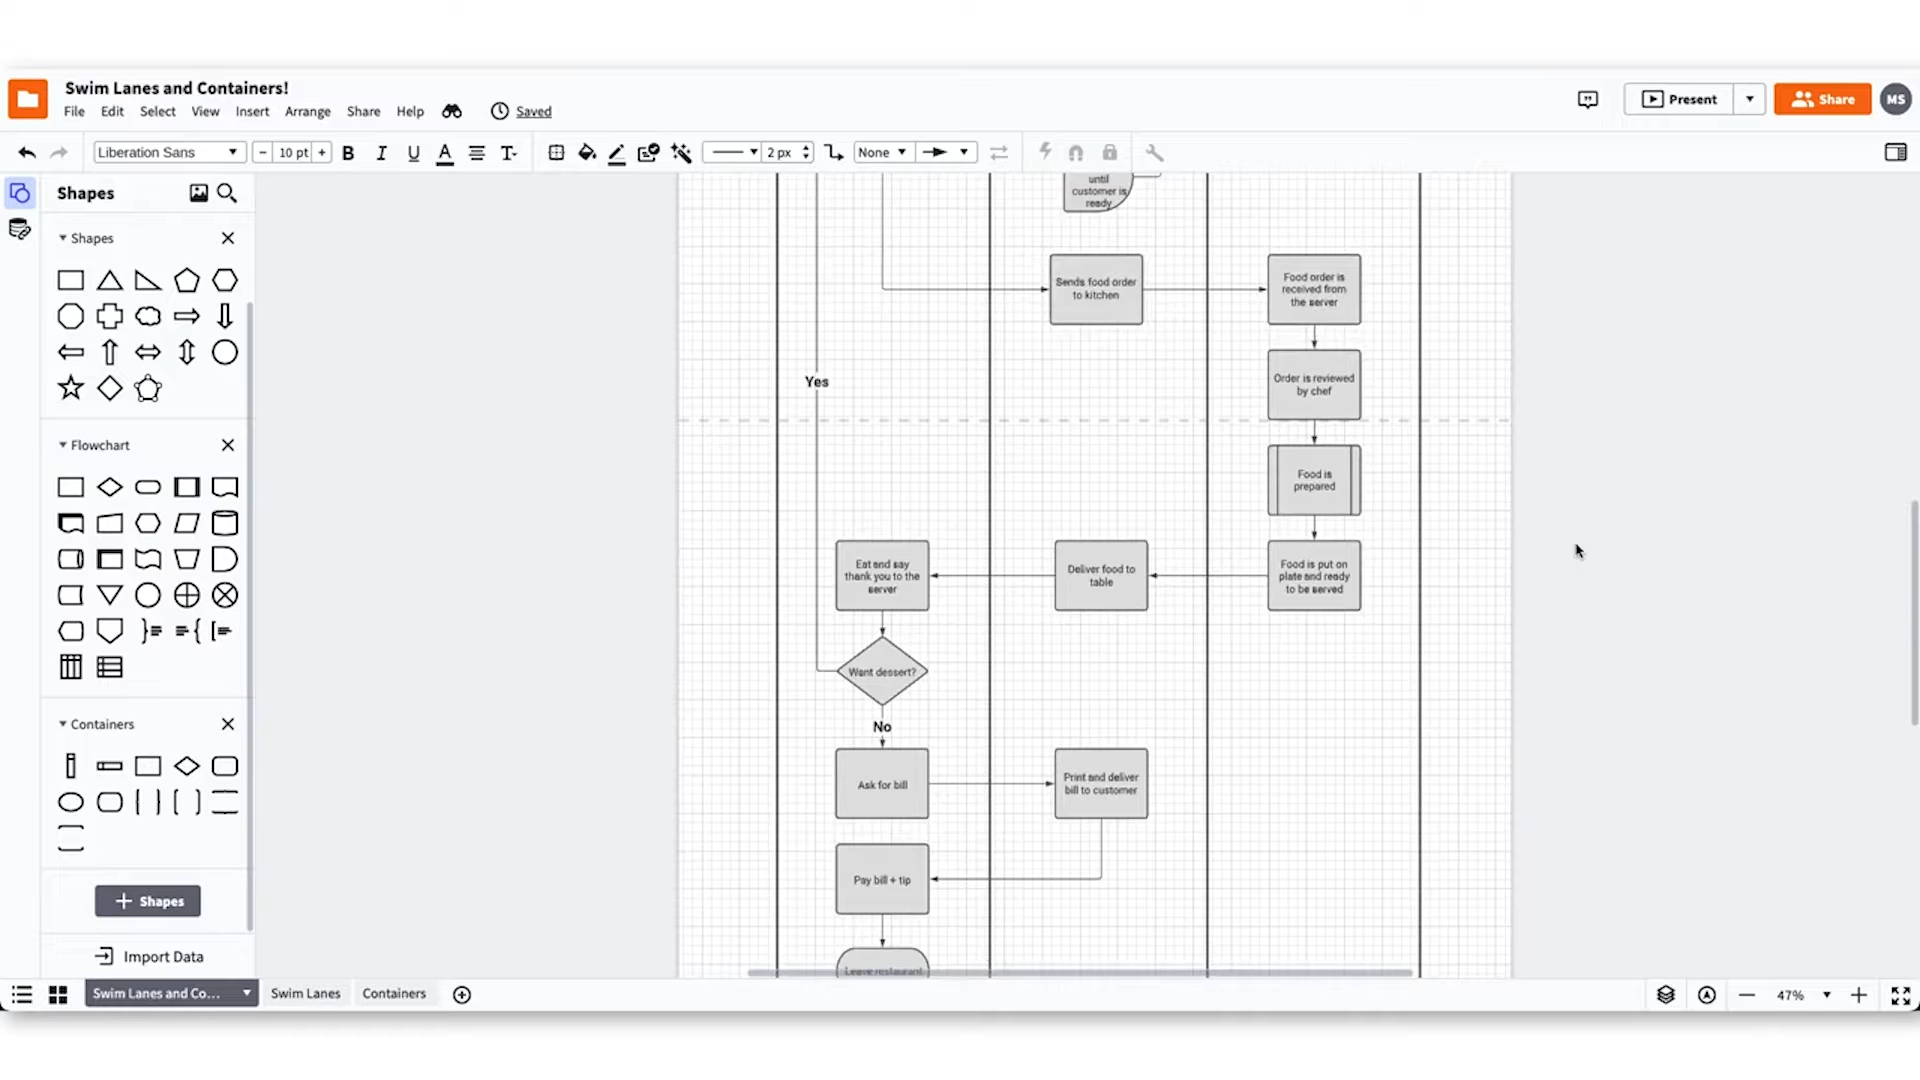 Swim Lanes and Containers!
File Edit Select View Insert Arrange Share Help Saved
Present
Share
MS
Liberation Sans
− 10 pt +
B I U A T
2 px
None
Shapes
Shapes
Flowchart
Containers
+ Shapes
Import Data
until
customer is
ready
Sends food order
to kitchen
Food order is
received from
the server
Order is reviewed
by chef
Yes
Food is
prepared
Eat and say
thank you to the
server
Deliver food to
table
Food is put on
plate and ready
to be served
Want dessert?
No
Ask for bill
Print and deliver
bill to customer
Pay bill + tip
Leave restaurant
Swim Lanes and Co...
Swim Lanes
Containers
47%